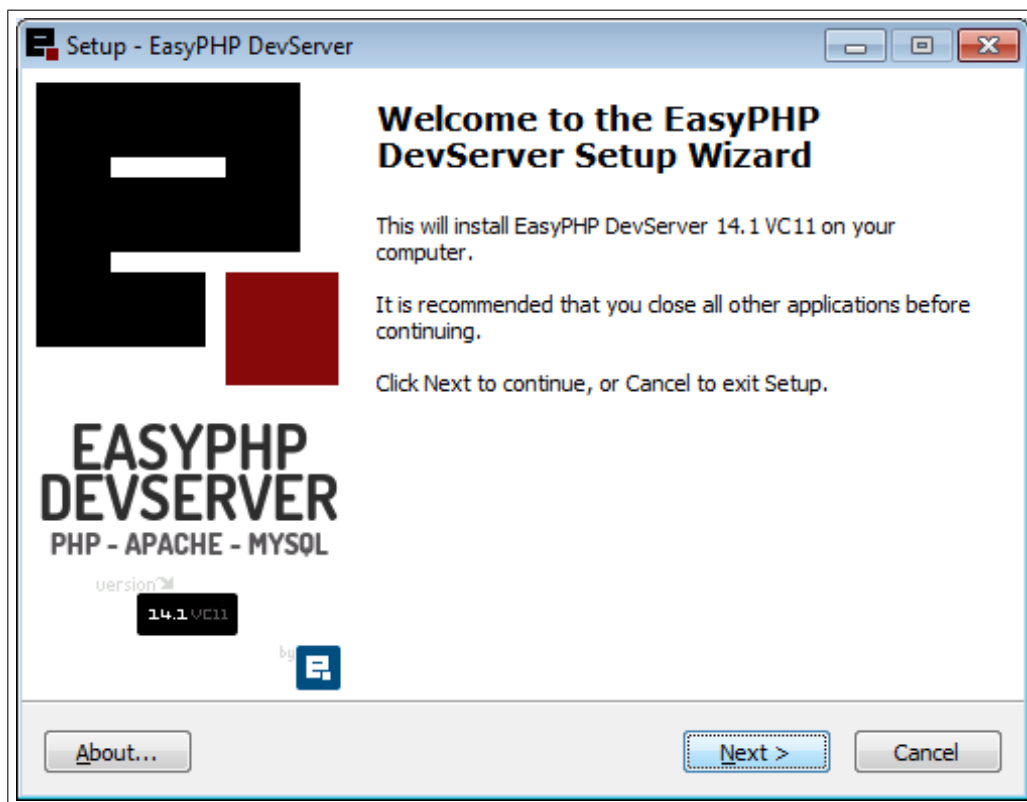 Setup - EasyPHP DevServer
Welcome to the EasyPHP
DevServer Setup Wizard
This will install EasyPHP DevServer 14.1 VC11 on your
computer.
It is recommended that you close all other applications before
continuing.
Click Next to continue, or Cancel to exit Setup.
EASYPHP
DEVSERVER
PHP - APACHE - MYSQL
version
14.1 VC11
by
About...
Next >
Cancel